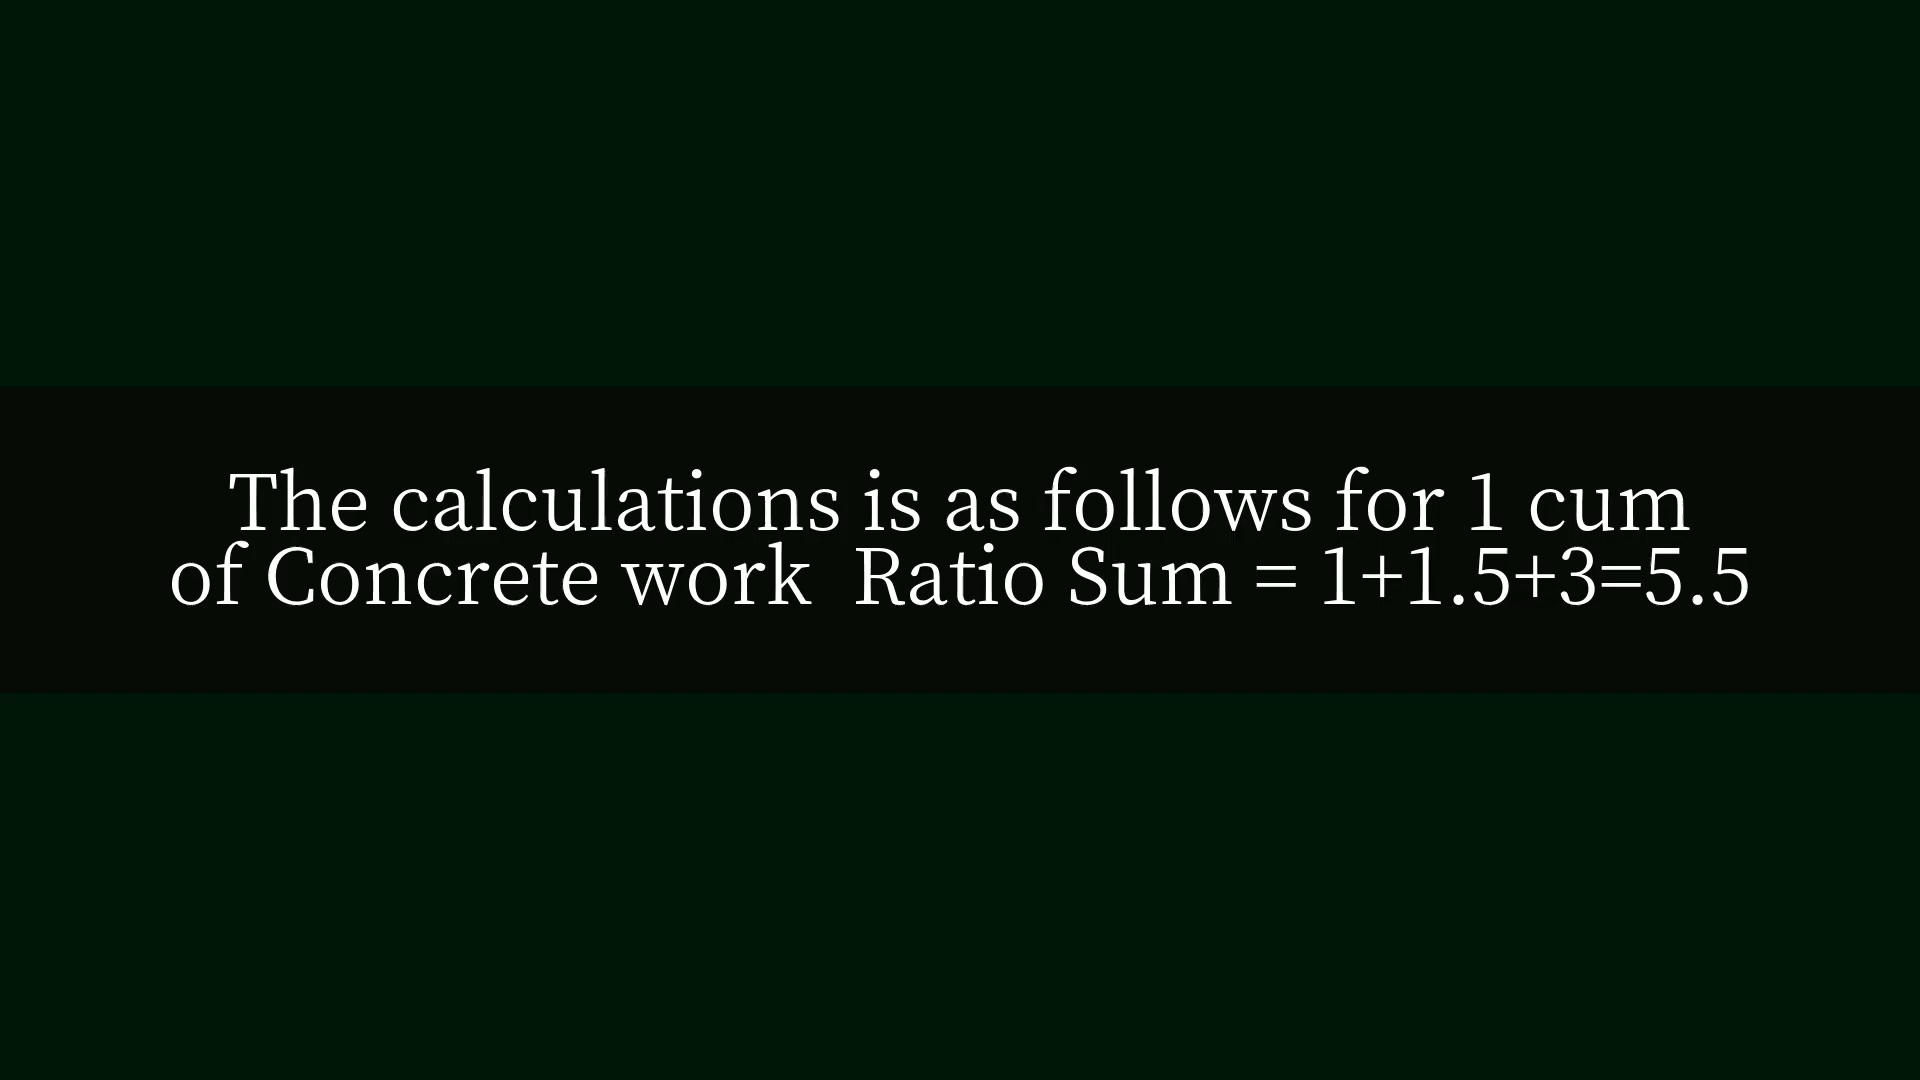 The calculations is as follows for 1 cum
of Concrete work  Ratio Sum = 1+1.5+3=5.5